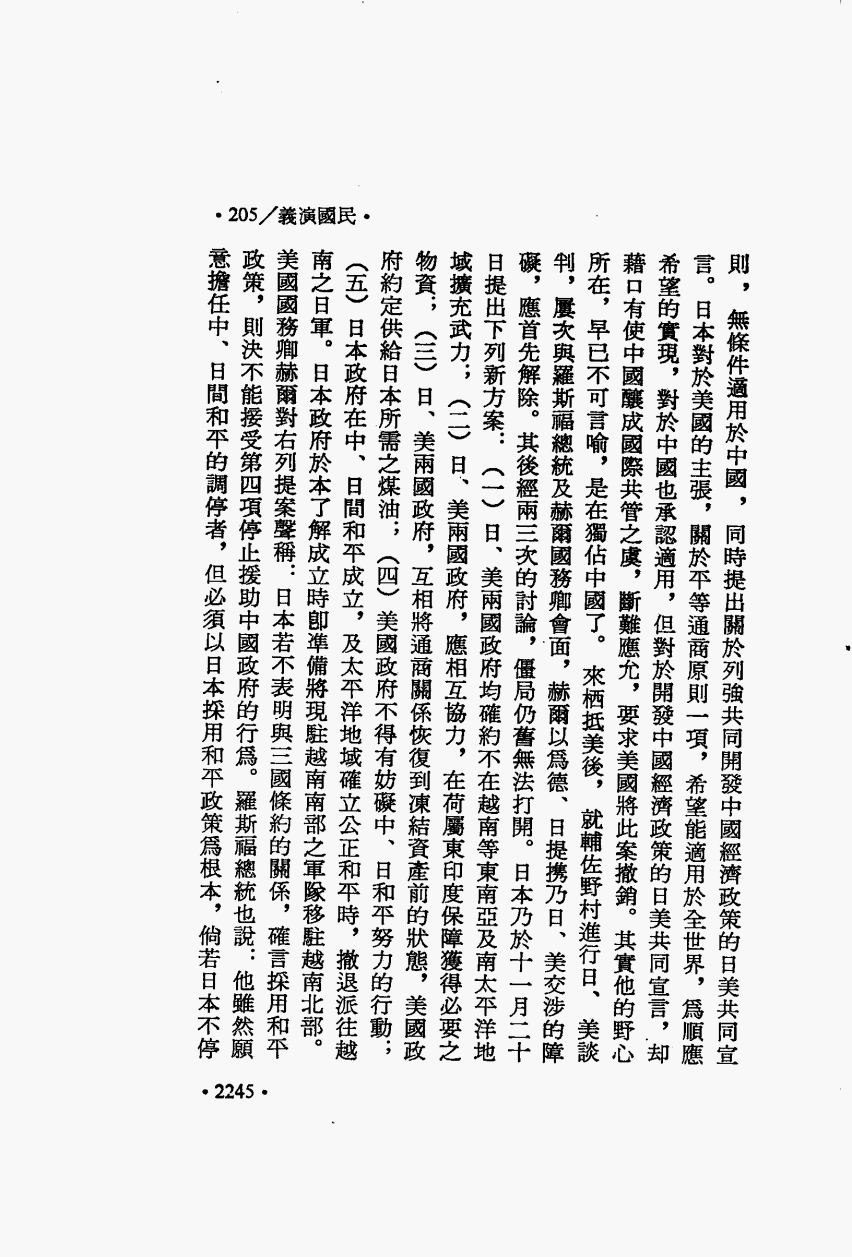 •205／義演國民•
則，無條件適用於中國，同時提出關於列強共同開發中國經濟政策的日美共同宣
言。日本對於美國的主張，關於平等通商原則一項，希望能適用於全世界，爲順應
希望的實現，對於中國也承認適用，但對於開發中國經濟政策的日美共同宣言，却
藉口有使中國釀成國際共管之虞，斷難應允，要求美國將此案撤銷。其實他的野心
所在，早已不可言喻，是在獨佔中國了。來栖抵美後，就輔佐野村進行日、美談
判，屢次與羅斯福總統及赫爾國務卿會面，赫爾以爲德、日提携乃日、美交涉的障
礙，應首先解除。其後經兩三次的討論，僵局仍舊無法打開。日本乃於十一月二十
日提出下列新方案：（一）日、美兩國政府均確約不在越南等東南亞及南太平洋地
域擴充武力；（二）日、美兩國政府，應相互協力，在荷屬東印度保障獲得必要之
物資；（三）日、美兩國政府，互相將通商關係恢復到凍結資產前的狀態，美國政
府約定供給日本所需之煤油；（四）美國政府不得有妨礙中、日和平努力的行動；
（五）日本政府在中、日間和平成立，及太平洋地域確立公正和平時，撤退派往越
南之日軍。日本政府於本了解成立時卽準備將現駐越南南部之軍隊移駐越南北部。
美國國務卿赫爾對右列提案聲稱：日本若不表明與三國條約的關係，確言採用和平
政策，則決不能接受第四項停止援助中國政府的行爲。羅斯福總統也說：他雖然願
意擔任中、日間和平的調停者，但必須以日本採用和平政策爲根本，倘若日本不停
•2245•